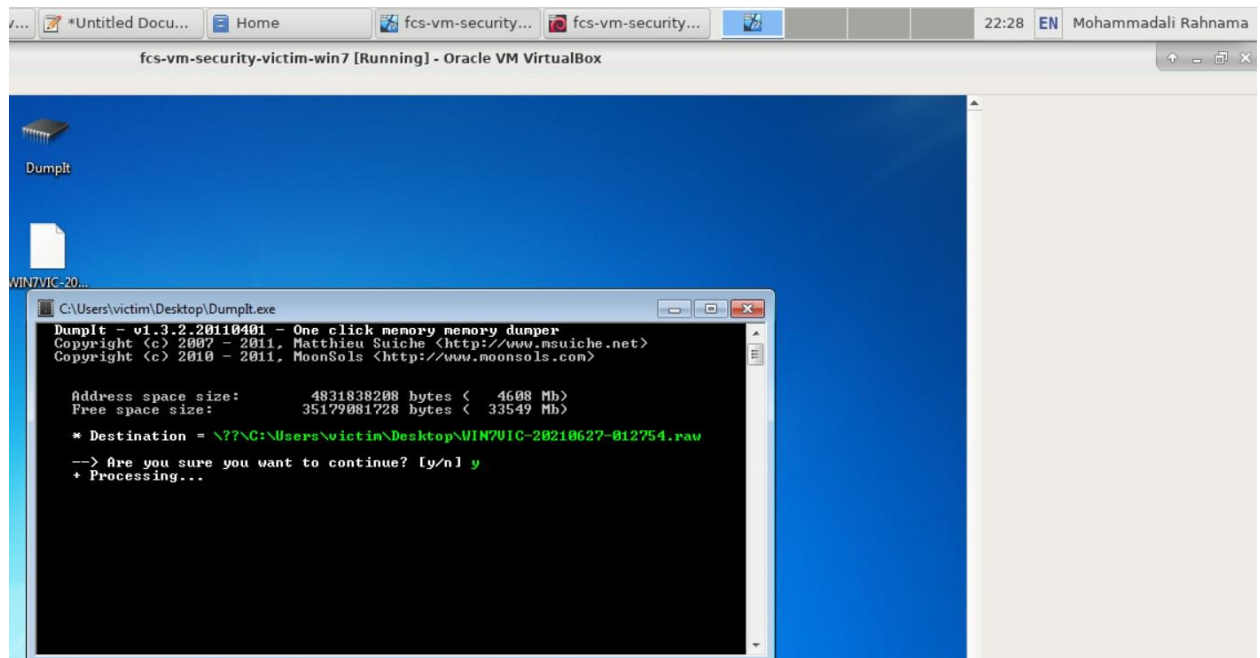 *Untitled Docu... Home fcs-vm-security... fcs-vm-security... 22:28 EN Mohammadali Rahnama
fcs-vm-security-victim-win7 [Running] - Oracle VM VirtualBox
DumpIt
WIN7VIC-20...
C:\Users\victim\Desktop\DumpIt.exe
DumpIt - v1.3.2.20110401 - One click memory memory dumper
Copyright (c) 2007 - 2011, Matthieu Suiche <http://www.msuiche.net>
Copyright (c) 2010 - 2011, MoonSols <http://www.moonsols.com>
Address space size: 4831838208 bytes ( 4608 Mb)
Free space size: 35179081728 bytes ( 33549 Mb)
* Destination = \??\C:\Users\victim\Desktop\WIN7VIC-20210627-012754.raw
--> Are you sure you want to continue? [y/n] y
+ Processing...